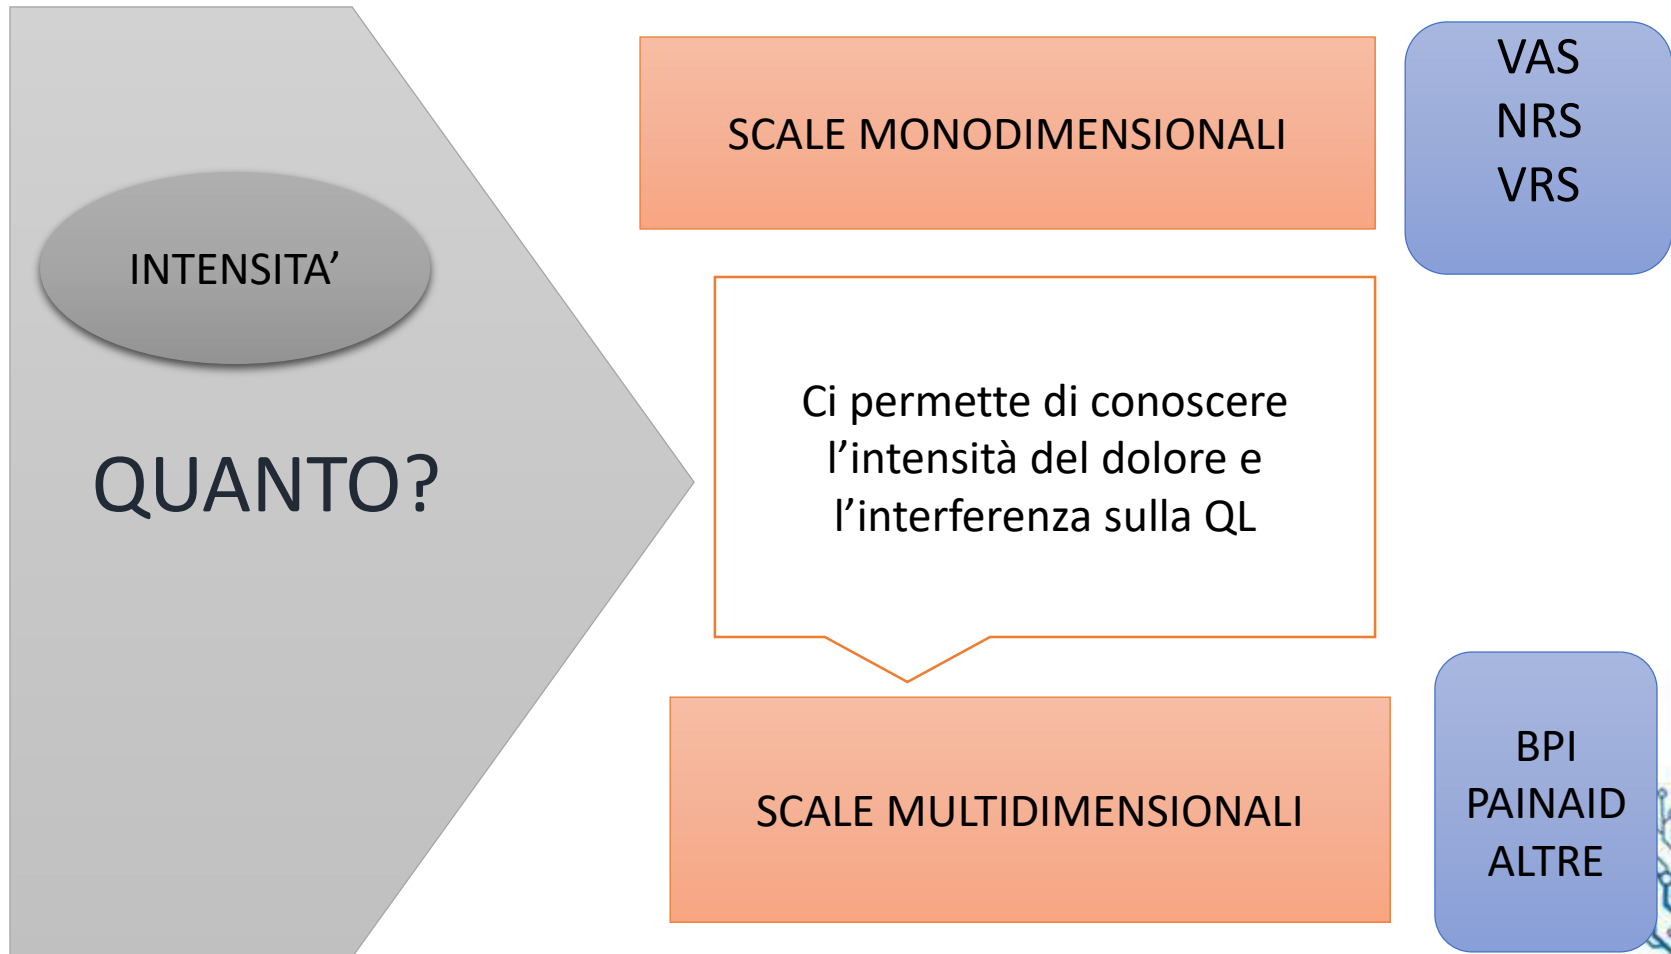 INTENSITA’
QUANTO?
SCALE MONODIMENSIONALI
VAS
NRS
VRS
Ci permette di conoscere
l’intensità del dolore e
l’interferenza sulla QL
SCALE MULTIDIMENSIONALI
BPI
PAINAID
ALTRE